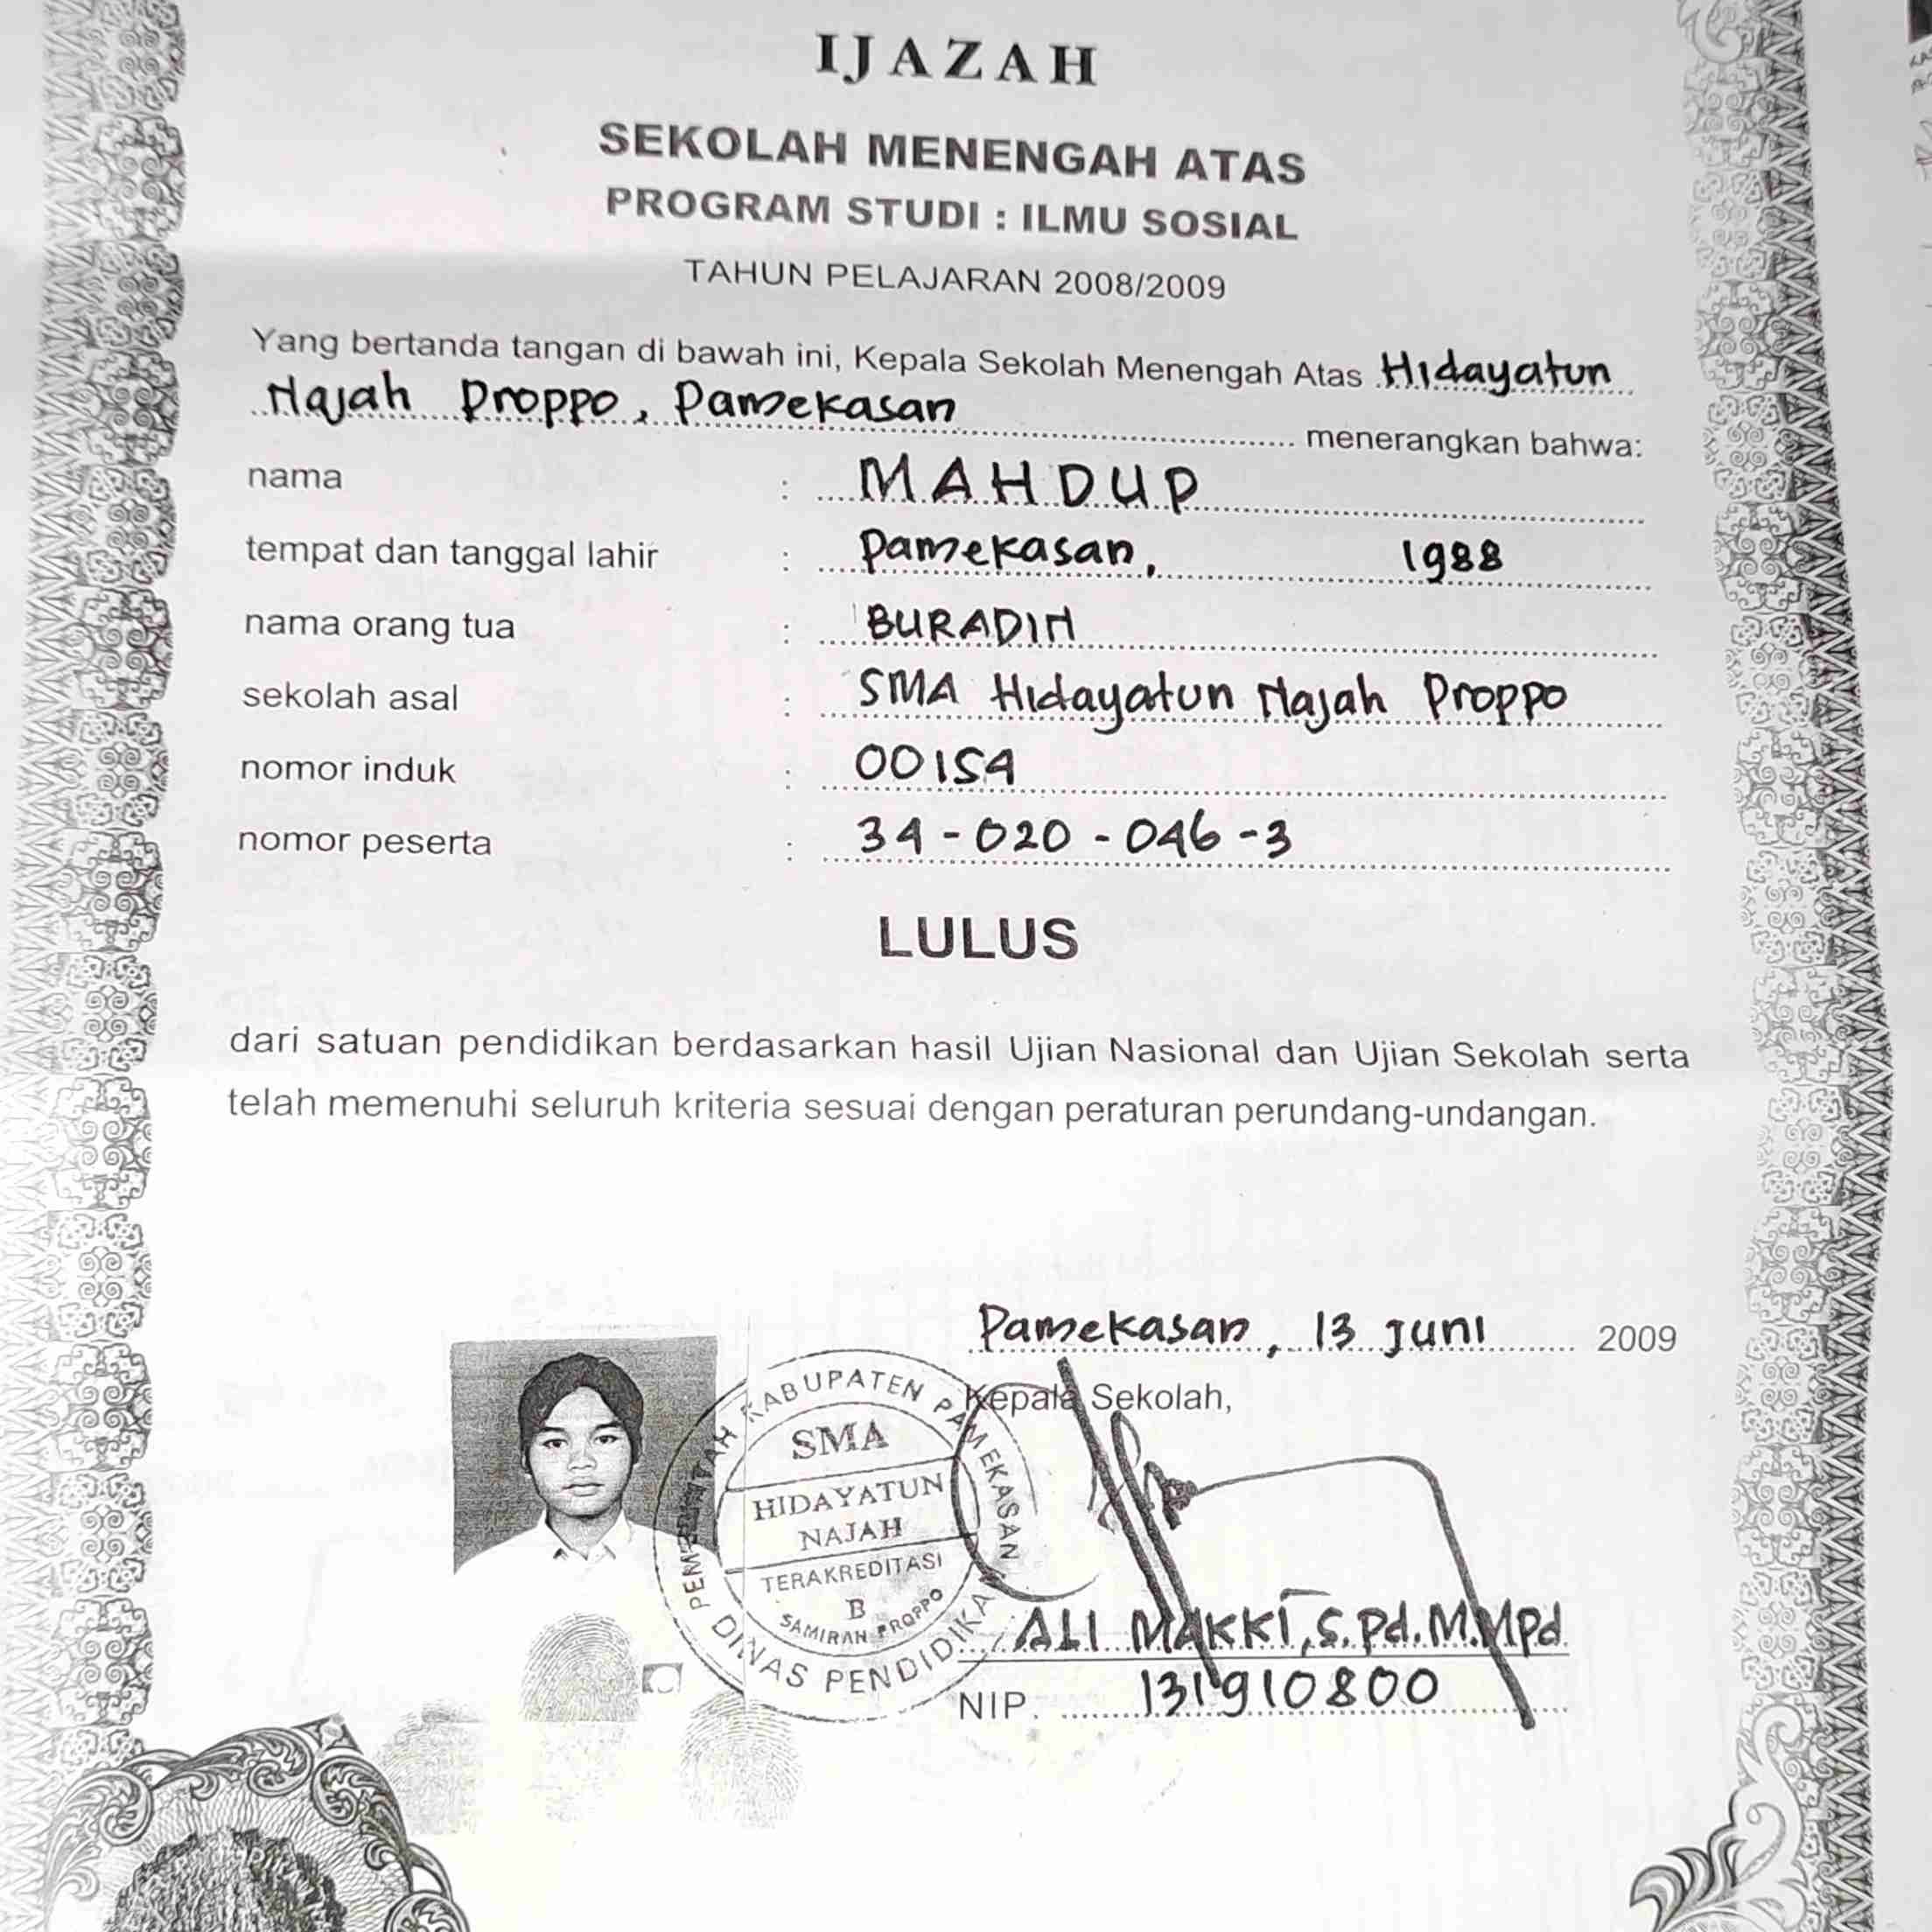 IJAZAH
SEKOLAH MENENGAH ATAS
PROGRAM STUDI : ILMU SOSIAL
TAHUN PELAJARAN 2008/2009
Yang bertanda tangan di bawah ini, Kepala Sekolah Menengah Atas Hidayatun
Najah Proppo, Pamekasan menerangkan bahwa:
nama : MAHDUP
tempat dan tanggal lahir : Pamekasan, 1988
nama orang tua : BURADIN
sekolah asal : SMA Hidayatun Najah Proppo
nomor induk : 00154
nomor peserta : 34-020-046-3
LULUS
dari satuan pendidikan berdasarkan hasil Ujian Nasional dan Ujian Sekolah serta
telah memenuhi seluruh kriteria sesuai dengan peraturan perundang-undangan.
Pamekasan, 13 Juni 2009
Kepala Sekolah,
PEMERINTAH KABUPATEN PAMEKASAN
SMA
HIDAYATUN
NAJAH
TERAKREDITASI
B
SAMIRAN PROPPO
DINAS PENDIDIKAN
ALI MAKKI, S.Pd. M.MPd
NIP. 131910800